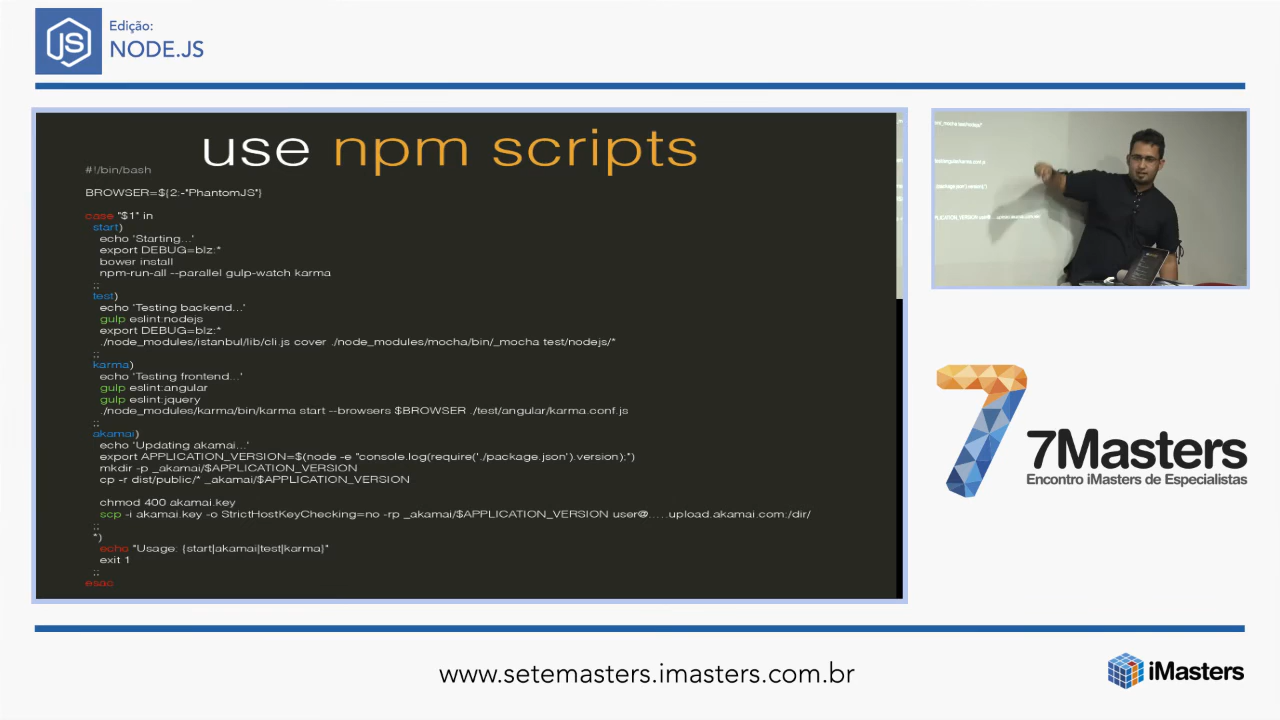 JS
Edição:
NODE.JS
use npm scripts
#!/bin/bash
BROWSER=${2:-"PhantomJS"}
case "$1" in
start)
echo 'Starting...'
export DEBUG=blz:*
bower install
npm-run-all --parallel gulp-watch karma
;;
test)
echo 'Testing backend...'
gulp eslint:nodejs
export DEBUG=blz:*
./node_modules/istanbul/lib/cli.js cover ./node_modules/mocha/bin/_mocha test/nodejs/*
;;
karma)
echo 'Testing frontend...'
gulp eslint:angular
gulp eslint:jquery
./node_modules/karma/bin/karma start --browsers $BROWSER ./test/angular/karma.conf.js
;;
akamai)
echo 'Updating akamai...'
export APPLICATION_VERSION=$(node -e "console.log(require('./package.json').version);")
mkdir -p _akamai/$APPLICATION_VERSION
cp -r dist/public/* _akamai/$APPLICATION_VERSION
chmod 400 akamai.key
scp -i akamai.key -o StrictHostKeyChecking=no -rp _akamai/$APPLICATION_VERSION user@.....upload.akamai.com:/dir/
;;
*)
echo "Usage: {start|akamai|test|karma}"
exit 1
;;
esac
7Masters
Encontro iMasters de Especialistas
www.setemasters.imasters.com.br
iMasters